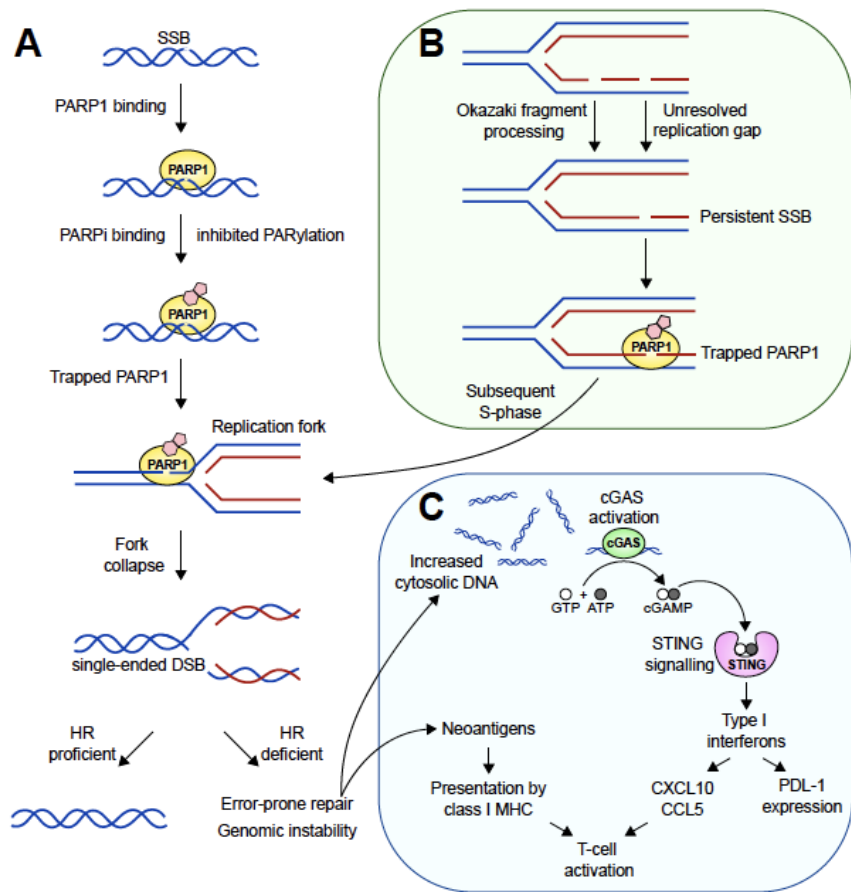 A
SSB
PARP1 binding
PARP1
PARPi binding
inhibited PARylation
PARP1
Trapped PARP1
Replication fork
PARP1
Fork
collapse
single-ended DSB
HR
proficient
HR
deficient
Error-prone repair
Genomic instability
B
Okazaki fragment
processing
Unresolved
replication gap
Persistent SSB
PARP1
Trapped PARP1
Subsequent
S-phase
C
Increased
cytosolic DNA
cGAS
activation
cGAS
GTP + ATP
cGAMP
STING
signalling
STING
Type I
interferons
Neoantigens
Presentation by
class I MHC
CXCL10
CCL5
PDL-1
expression
T-cell
activation